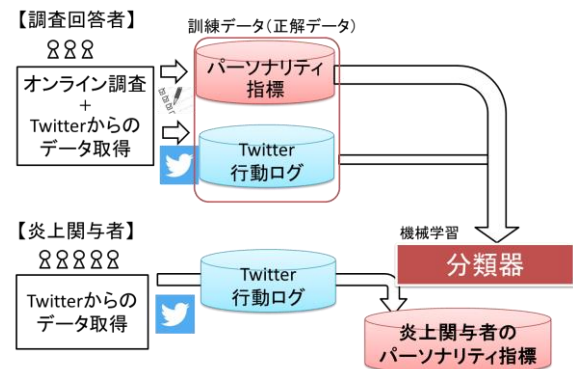 【調査回答者】
オンライン調査
+
Twitterからの
データ取得
訓練データ(正解データ)
パーソナリティ
指標
Twitter
行動ログ
【炎上関与者】
Twitterからの
データ取得
Twitter
行動ログ
機械学習
分類器
炎上関与者の
パーソナリティ指標